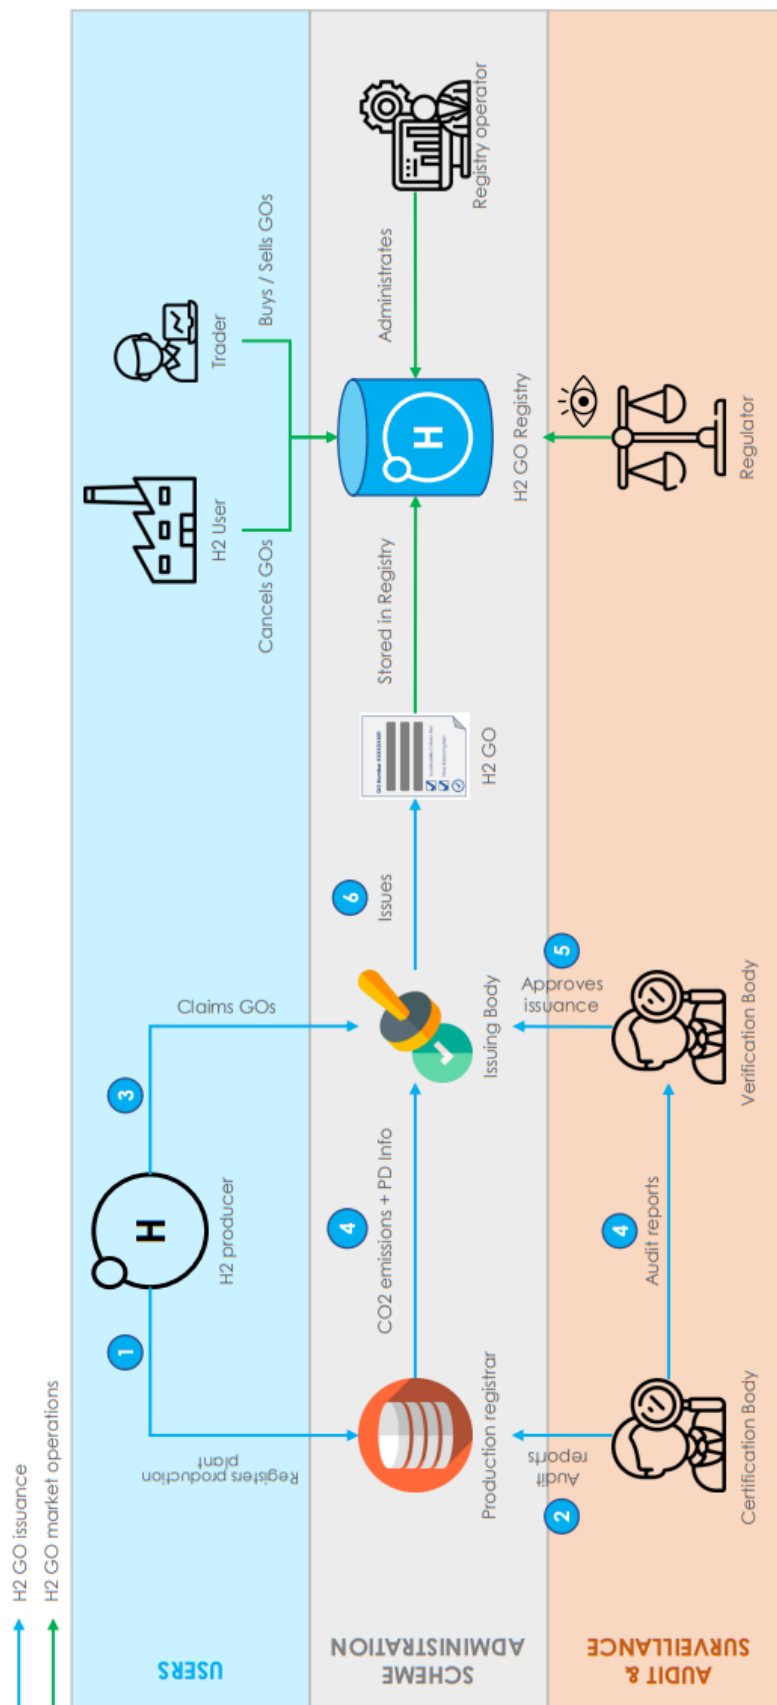 H2 GO issuance
H2 GO market operations
USERS
1
Registers production
plant
H2 producer
3
Claims GOs
H2 User
Cancels GOs
Trader
Buys / Sells GOs
SCHEME
ADMINISTRATION
Production registrar
4
CO2 emissions + PD Info
Issuing Body
6
Issues
GO Number XXXXXXXXX
H2 GO
Stored in Registry
H
H
H2 GO Registry
Administrates
Registry operator
AUDIT &
SURVEILLANCE
2
Audit
reports
Certification Body
4
Audit reports
5
Approves
issuance
Verification Body
Regulator